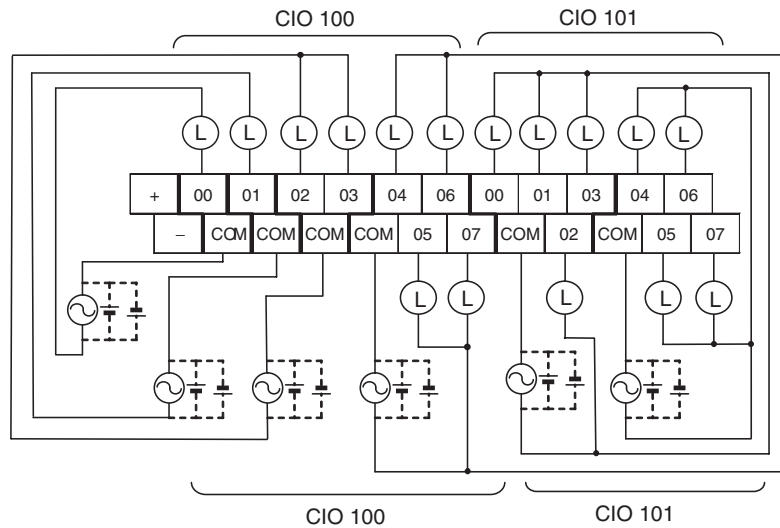 CIO 100 CIO 101
L L L L L L L L L L L
+ 00 01 02 03 04 06 00 01 03 04 06
– COM COM COM COM 05 07 COM 02 COM 05 07
L L L L L
CIO 100 CIO 101